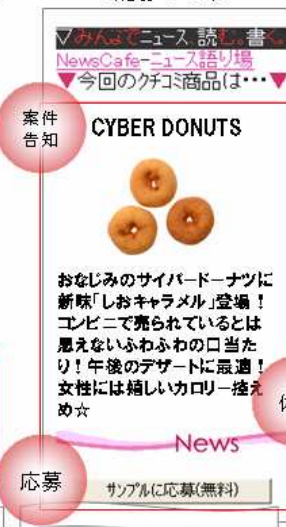 ▽みんなでニュース読む。書く。
NewsCafe-ニュース語り場
▼今回のクチコミ商品は・・・▼
案件
告知
CYBER DONUTS
おなじみのサイバードーナツに
新味「しおキャラメル」登場！
コンビニで売られているとは
思えないふわふわの口当た
り！午後のデザートに最適！
女性には嬉しいカロリー控え
め☆
News
応募
サンプルに応募(無料)